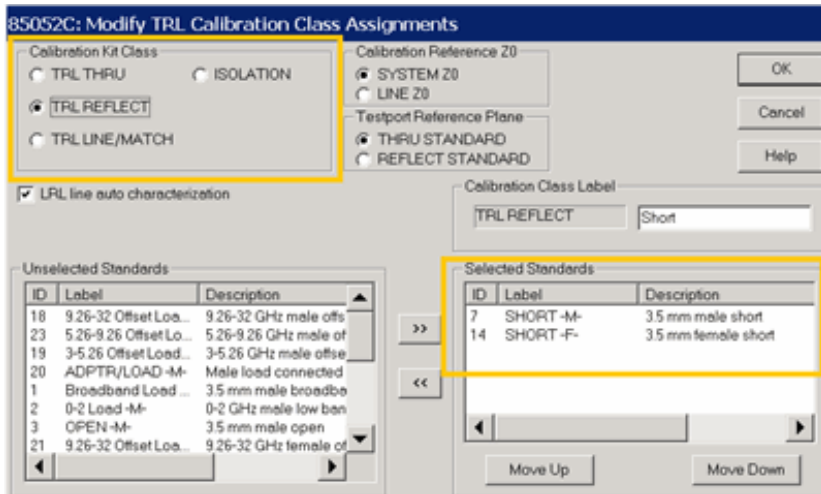 85052C: Modify TRL Calibration Class Assignments
Calibration Kit Class
TRL THRU
ISOLATION
TRL REFLECT
TRL LINE/MATCH
Calibration Reference Z0
SYSTEM Z0
LINE Z0
Testport Reference Plane
THRU STANDARD
REFLECT STANDARD
OK
Cancel
Help
LRL line auto characterization
Calibration Class Label
TRL REFLECT
Short
Unselected Standards
ID Label Description
18 9.26-32 Offset Loa... 9.26-32 GHz male offs
23 5.26-9.26 Offset Lo... 5.26-9.26 GHz male of
19 3-5.26 Offset Load... 3-5.26 GHz male offse
20 ADPTR/LOAD -M- Male load connected
1 Broadband Load ... 3.5 mm male broadba
2 0-2 Load -M- 0-2 GHz male low ban
3 OPEN -M- 3.5 mm male open
21 9.26-32 Offset Loa... 9.26-32 GHz female of
>>
<<
Selected Standards
ID Label Description
7 SHORT -M- 3.5 mm male short
14 SHORT -F- 3.5 mm female short
Move Up
Move Down